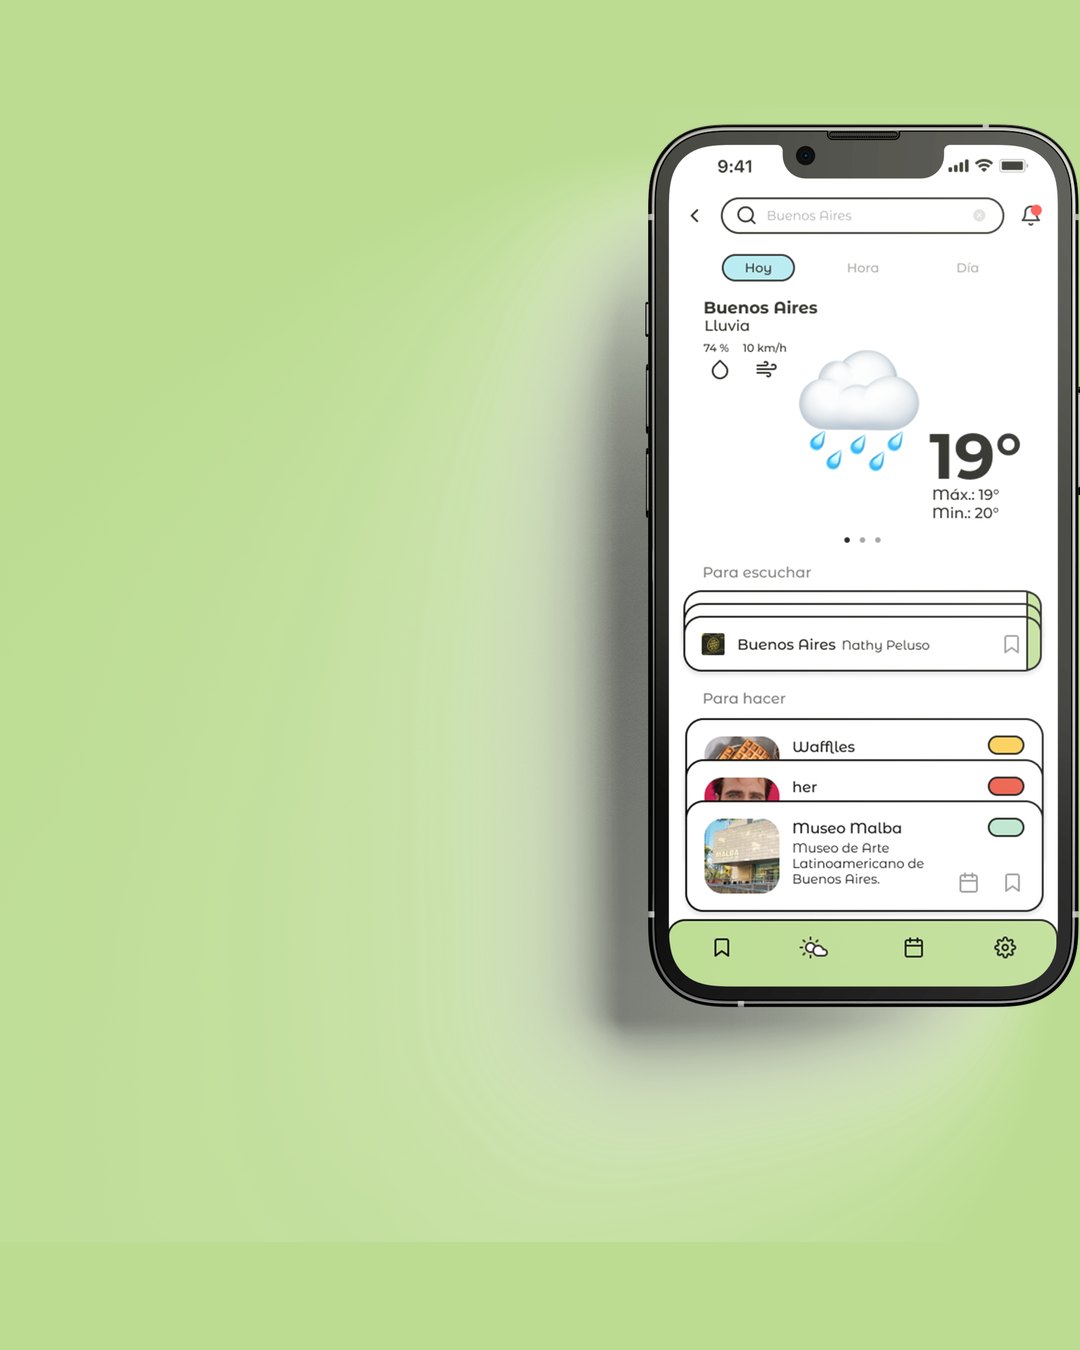 9:41
Buenos Aires
Hoy Hora Día
Buenos Aires
Lluvia
74 % 10 km/h
19°
Máx.: 19°
Min.: 20°
Para escuchar
Buenos Aires Nathy Peluso
Para hacer
Waffles
her
Museo Malba
Museo de Arte
Latinoamericano de
Buenos Aires.
MALBA